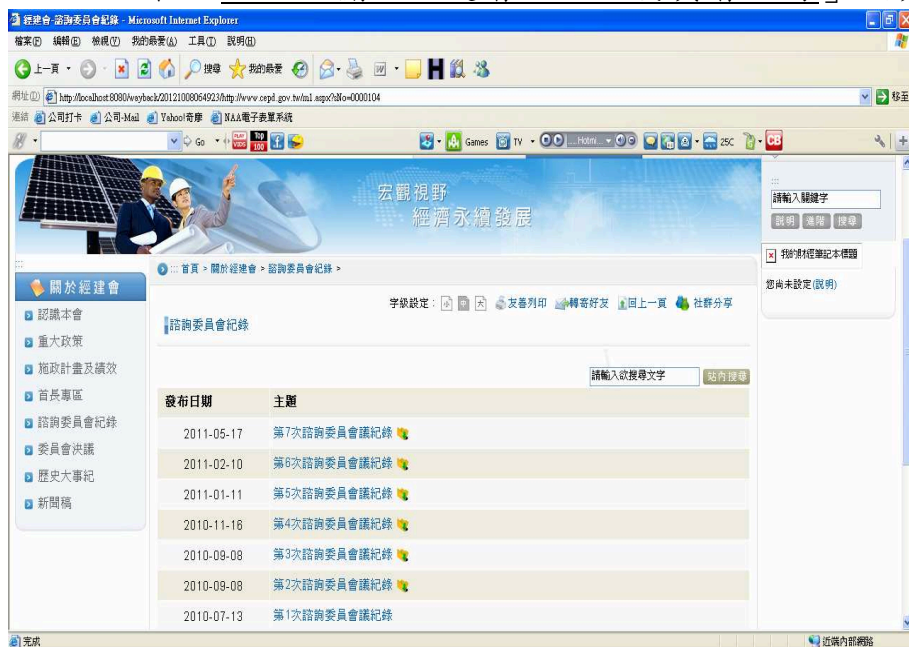 經建會-諮詢委員會紀錄 - Microsoft Internet Explorer
檔案(F) 編輯(E) 檢視(V) 我的最愛(A) 工具(T) 說明(H)
上一頁 搜尋 我的最愛
網址(D) http://localhost:8080/wayback/20121008064923/http://www.cepd.gov.tw/m1.aspx?sNo=0000104 移至
連結 公司打卡 公司-Mail Yahoo!奇摩 NAA電子表單系統
Go PLAY VIDS Top 100 Games TV Hotmi... 25C
宏觀視野
經濟永續發展
請輸入關鍵字
說明 進階 搜尋
我的財經筆記本標題
您尚未設定(說明)
::: 首頁 > 關於經建會 > 諮詢委員會紀錄 >
關於經建會
認識本會
重大政策
施政計畫及績效
首長專區
諮詢委員會紀錄
委員會決議
歷史大事紀
新聞稿
字級設定: 小 中 大 友善列印 轉寄好友 回上一頁 社群分享
諮詢委員會紀錄
請輸入欲搜尋文字 站內搜尋
發布日期 主題
2011-05-17 第7次諮詢委員會議紀錄
2011-02-10 第6次諮詢委員會議紀錄
2011-01-11 第5次諮詢委員會議紀錄
2010-11-16 第4次諮詢委員會議紀錄
2010-09-08 第3次諮詢委員會議紀錄
2010-09-08 第2次諮詢委員會議紀錄
2010-07-13 第1次諮詢委員會議紀錄
完成 近端內部網路